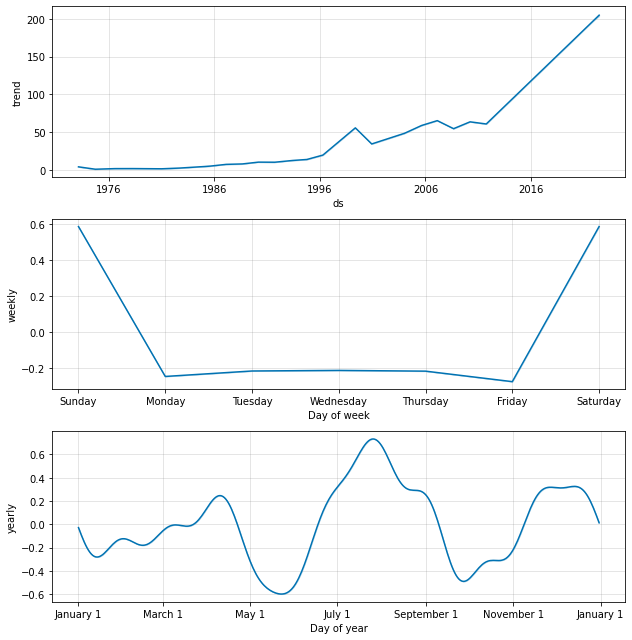 200
150
100
50
0
trend
1976 1986 1996 2006 2016
ds
0.6
0.4
0.2
0.0
−0.2
weekly
Sunday Monday Tuesday Wednesday Thursday Friday Saturday
Day of week
0.6
0.4
0.2
0.0
−0.2
−0.4
−0.6
yearly
January 1 March 1 May 1 July 1 September 1 November 1 January 1
Day of year